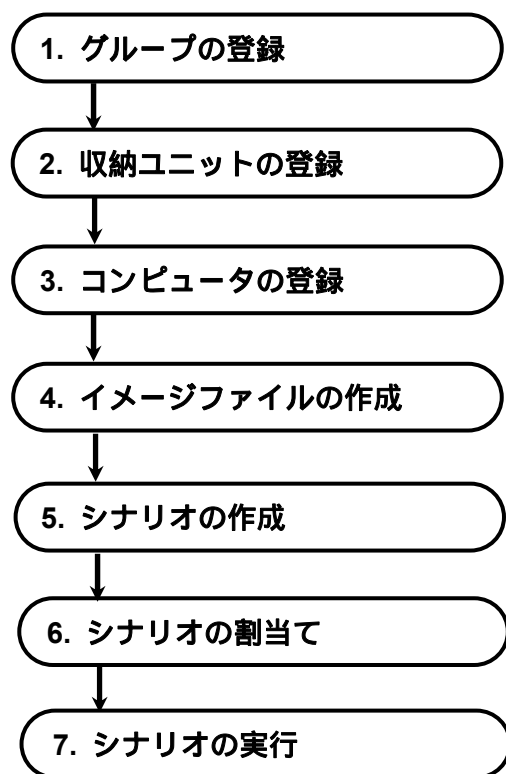 1. グループの登録
2. 収納ユニットの登録
3. コンピュータの登録
4. イメージファイルの作成
5. シナリオの作成
6. シナリオの割当て
7. シナリオの実行